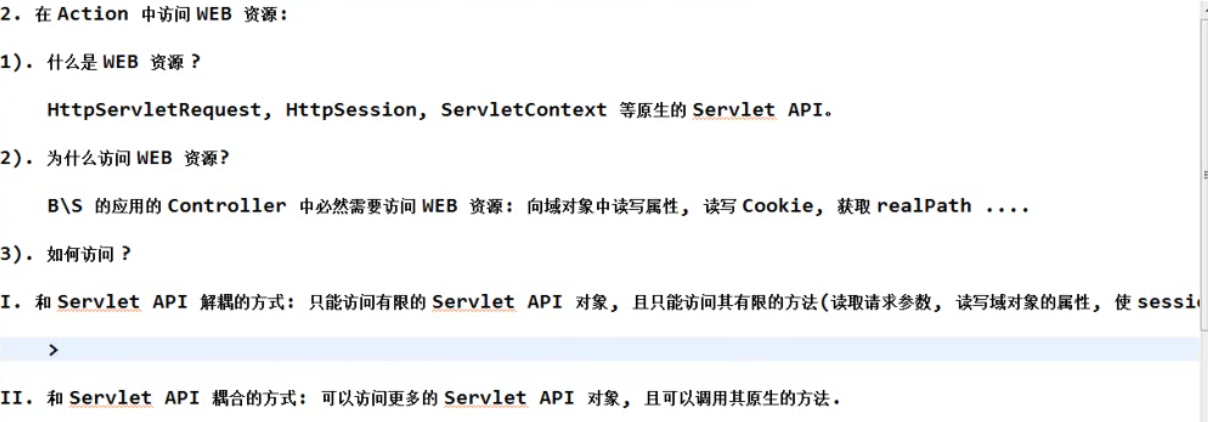 2. 在 Action 中访问 WEB 资源:
1). 什么是 WEB 资源 ?
HttpServletRequest, HttpSession, ServletContext 等原生的 Servlet API。
2). 为什么访问 WEB 资源?
B\S 的应用的 Controller 中必然需要访问 WEB 资源: 向域对象中读写属性, 读写 Cookie, 获取 realPath ....
3). 如何访问 ?
I. 和 Servlet API 解耦的方式: 只能访问有限的 Servlet API 对象, 且只能访问其有限的方法(读取请求参数, 读写域对象的属性, 使 sessi
>
II. 和 Servlet API 耦合的方式: 可以访问更多的 Servlet API 对象, 且可以调用其原生的方法.